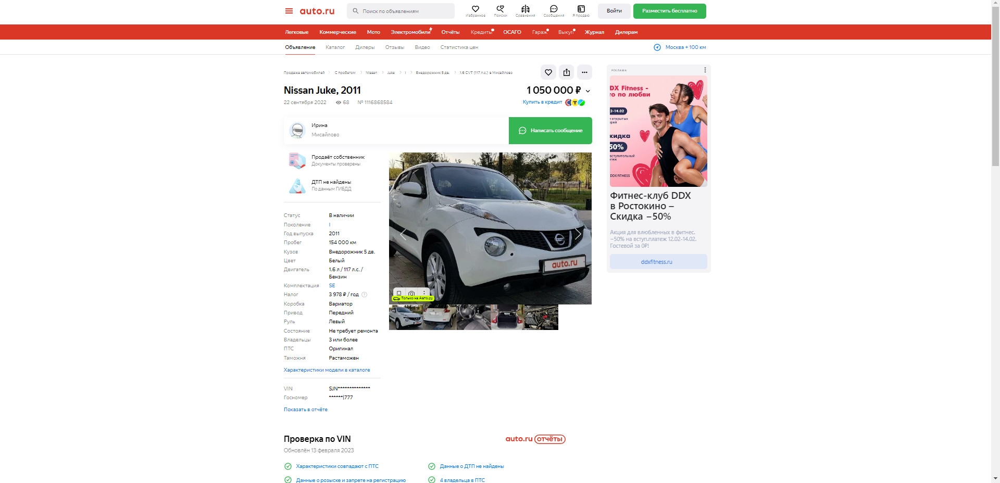 auto.ru
Поиск по объявлениям
Избранное
Поиски
Сравнения
Сообщения
Я продаю
Войти
Разместить бесплатно
Легковые Коммерческие Мото Электромобили Отчёты Кредиты ОСАГО Гараж Выкуп Журнал Дилерам
Объявление Каталог Дилеры Отзывы Видео Статистика цен
Москва + 100 км
Продажа автомобилей С пробегом Nissan Juke I Внедорожник 5 дв. 1.6 CVT (117 л.с.) в Мисайлово
Nissan Juke, 2011
1 050 000 ₽
22 сентября 2022 68 № 1116868584
Купить в кредит
Ирина
Мисайлово
Написать сообщение
Продаёт собственник
Документы проверены
ДТП не найдены
По данным ГИБДД
Статус В наличии
Поколение I
Год выпуска 2011
Пробег 154 000 км
Кузов Внедорожник 5 дв.
Цвет Белый
Двигатель 1.6 л / 117 л.с. /
Бензин
Комплектация SE
Налог 3 978 ₽ / год
Коробка Вариатор
Привод Передний
Руль Левый
Состояние Не требует ремонта
Владельцы 3 или более
ПТС Оригинал
Таможня Растаможен
Характеристики модели в каталоге
VIN SJN**************
Госномер ******|777
Показать в отчёте
auto.ru
Только на Авто.ру
РЕКЛАМА
DX Fitness -
то по любви
2-14.02
и открытых
ерей
кидка
50%
вступительный
теж
DDX FITNESS
Фитнес-клуб DDX
в Ростокино –
Скидка –50%
Акция для влюбленных в фитнес.
–50% на вступ.платеж 12.02-14.02.
Гостевой за 0₽!
ddxfitness.ru
Проверка по VIN
auto.ru отчёты
Обновлён 13 февраля 2023
Характеристики совпадают с ПТС
Данные о ДТП не найдены
Данные о розыске и запрете на регистрацию
4 владельца в ПТС